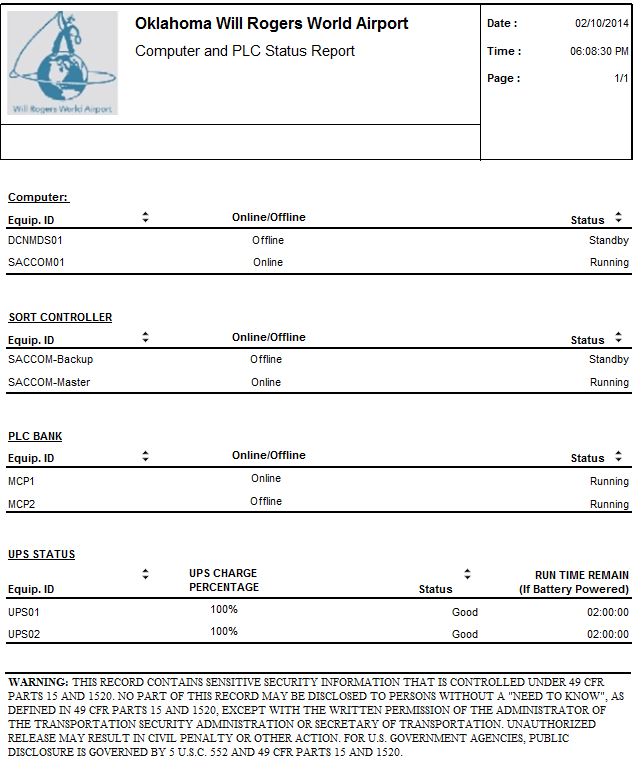 Oklahoma Will Rogers World Airport
Computer and PLC Status Report
Will Rogers World Airport
Date : 02/10/2014
Time : 06:08:30 PM
Page : 1/1
Computer:
Equip. ID Online/Offline Status
DCNMDS01 Offline Standby
SACCOM01 Online Running
SORT CONTROLLER
Equip. ID Online/Offline Status
SACCOM-Backup Offline Standby
SACCOM-Master Online Running
PLC BANK
Equip. ID Online/Offline Status
MCP1 Online Running
MCP2 Offline Running
UPS STATUS
UPS CHARGE RUN TIME REMAIN
Equip. ID PERCENTAGE Status (If Battery Powered)
UPS01 100% Good 02:00:00
UPS02 100% Good 02:00:00
WARNING: THIS RECORD CONTAINS SENSITIVE SECURITY INFORMATION THAT IS CONTROLLED UNDER 49 CFR
PARTS 15 AND 1520. NO PART OF THIS RECORD MAY BE DISCLOSED TO PERSONS WITHOUT A "NEED TO KNOW", AS
DEFINED IN 49 CFR PARTS 15 AND 1520, EXCEPT WITH THE WRITTEN PERMISSION OF THE ADMINISTRATOR OF
THE TRANSPORTATION SECURITY ADMINISTRATION OR SECRETARY OF TRANSPORTATION. UNAUTHORIZED
RELEASE MAY RESULT IN CIVIL PENALTY OR OTHER ACTION. FOR U.S. GOVERNMENT AGENCIES, PUBLIC
DISCLOSURE IS GOVERNED BY 5 U.S.C. 552 AND 49 CFR PARTS 15 AND 1520.